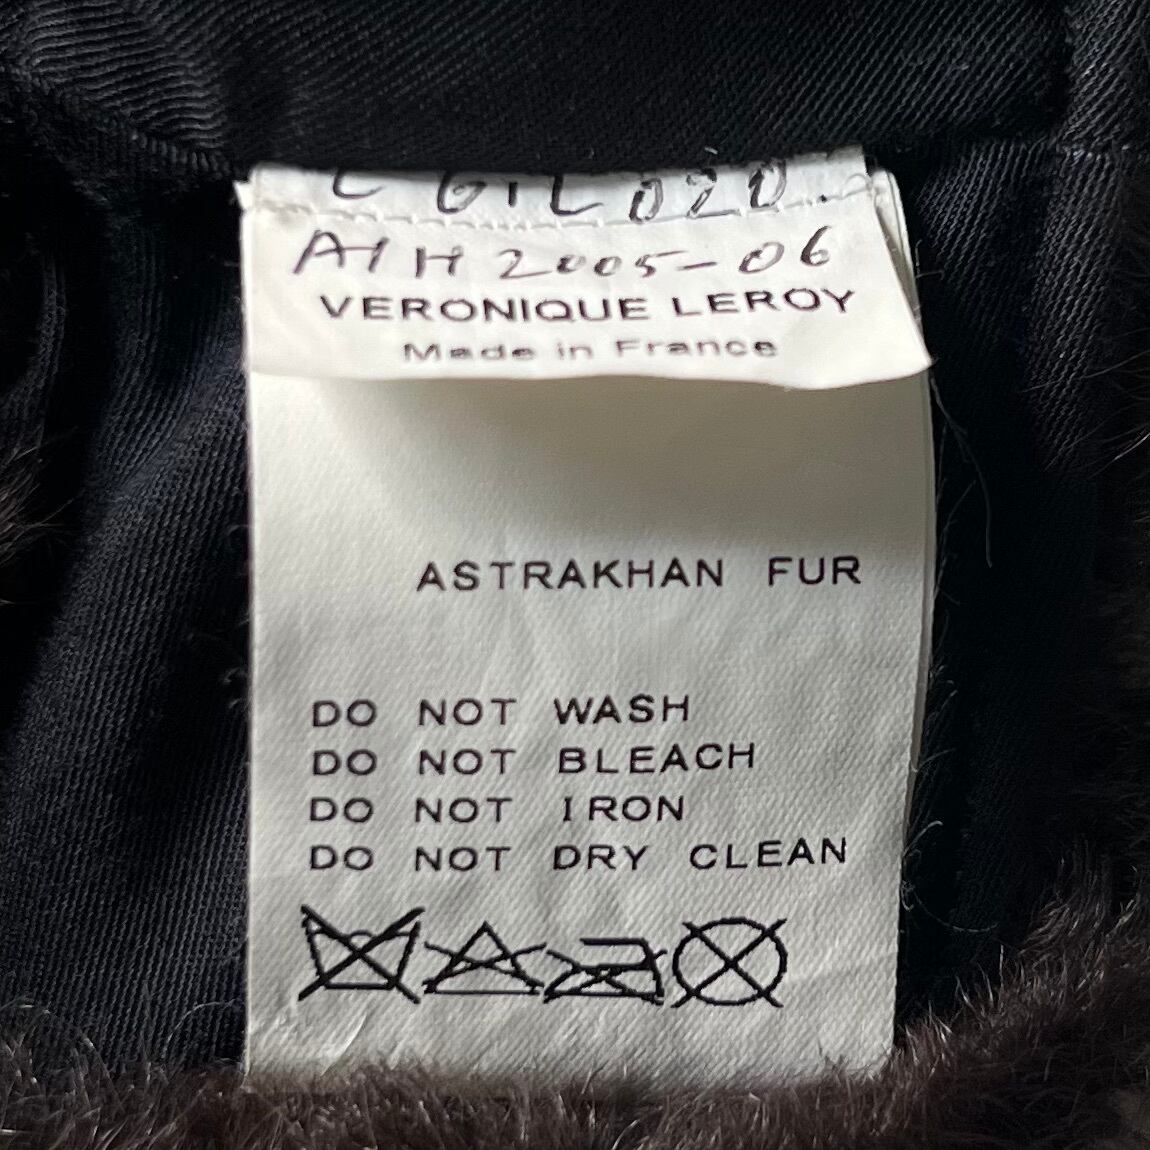 GIL020
A/H 2005-06
VERONIQUE LEROY
Made in France
ASTRAKHAN FUR
DO NOT WASH
DO NOT BLEACH
DO NOT IRON
DO NOT DRY CLEAN